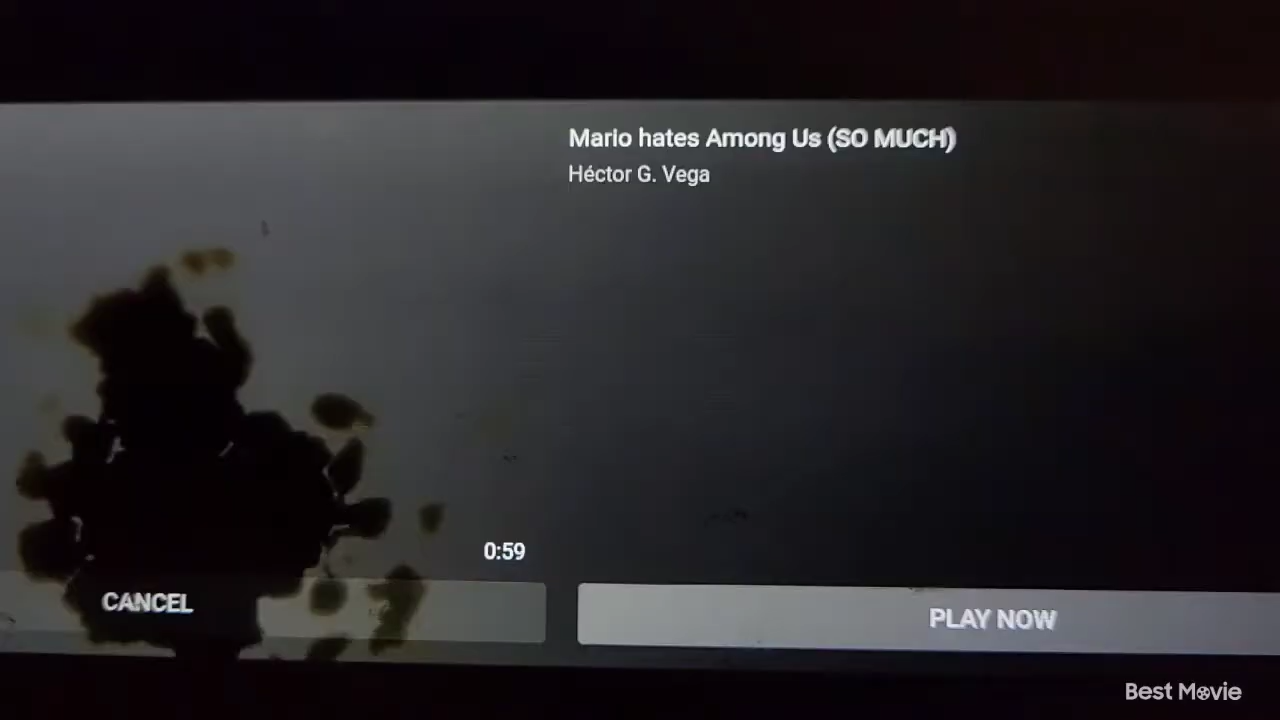 Mario hates Among Us (SO MUCH)
Héctor G. Vega
0:59
CANCEL
PLAY NOW
Best Movie